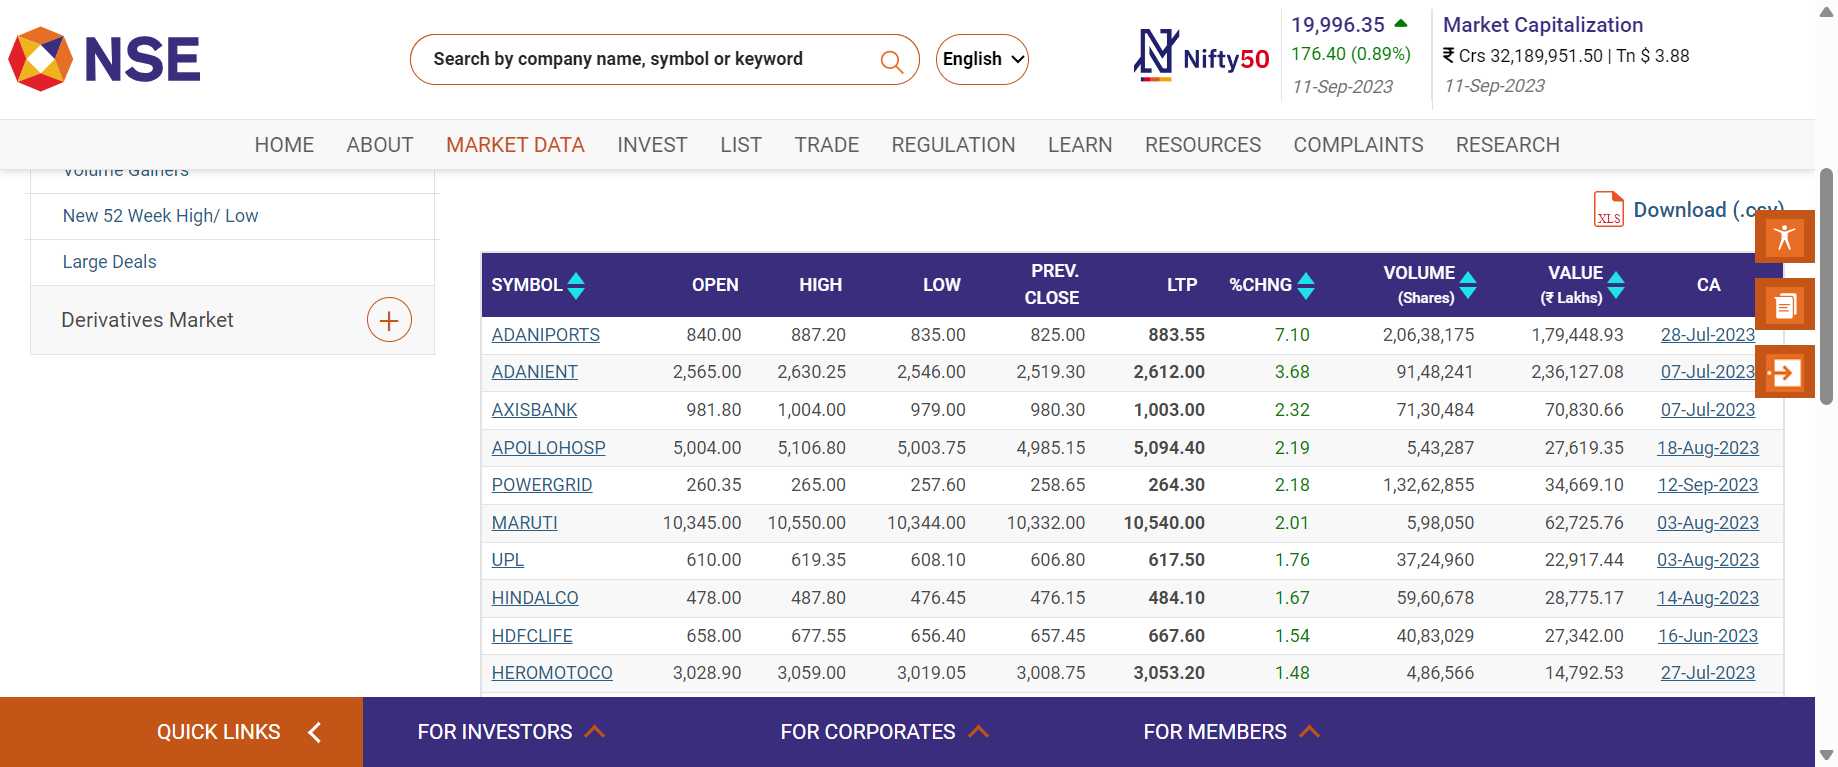 NSE
Search by company name, symbol or keyword
English
Nifty50
19,996.35
176.40 (0.89%)
11-Sep-2023
Market Capitalization
₹ Crs 32,189,951.50 | Tn $ 3.88
11-Sep-2023
HOME ABOUT MARKET DATA INVEST LIST TRADE REGULATION LEARN RESOURCES COMPLAINTS RESEARCH
Volume Gainers
New 52 Week High/ Low
Large Deals
Derivatives Market
XLS Download (.csv)
SYMBOL OPEN HIGH LOW PREV. CLOSE LTP %CHNG VOLUME (Shares) VALUE (₹ Lakhs) CA
ADANIPORTS 840.00 887.20 835.00 825.00 883.55 7.10 2,06,38,175 1,79,448.93 28-Jul-2023
ADANIENT 2,565.00 2,630.25 2,546.00 2,519.30 2,612.00 3.68 91,48,241 2,36,127.08 07-Jul-2023
AXISBANK 981.80 1,004.00 979.00 980.30 1,003.00 2.32 71,30,484 70,830.66 07-Jul-2023
APOLLOHOSP 5,004.00 5,106.80 5,003.75 4,985.15 5,094.40 2.19 5,43,287 27,619.35 18-Aug-2023
POWERGRID 260.35 265.00 257.60 258.65 264.30 2.18 1,32,62,855 34,669.10 12-Sep-2023
MARUTI 10,345.00 10,550.00 10,344.00 10,332.00 10,540.00 2.01 5,98,050 62,725.76 03-Aug-2023
UPL 610.00 619.35 608.10 606.80 617.50 1.76 37,24,960 22,917.44 03-Aug-2023
HINDALCO 478.00 487.80 476.45 476.15 484.10 1.67 59,60,678 28,775.17 14-Aug-2023
HDFCLIFE 658.00 677.55 656.40 657.45 667.60 1.54 40,83,029 27,342.00 16-Jun-2023
HEROMOTOCO 3,028.90 3,059.00 3,019.05 3,008.75 3,053.20 1.48 4,86,566 14,792.53 27-Jul-2023
QUICK LINKS FOR INVESTORS FOR CORPORATES FOR MEMBERS